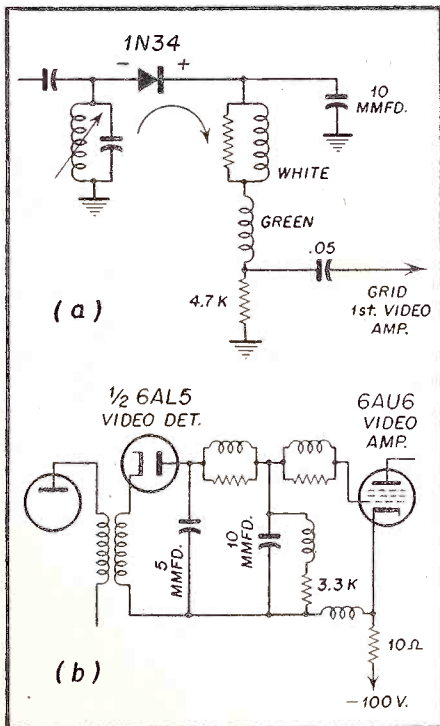 1N34
- +
10
MMFD.
WHITE
GREEN
.05
4.7 K
GRID
1st. VIDEO
AMP.
(a)
½ 6AL5
VIDEO DET.
6AU6
VIDEO
AMP.
5
MMFD.
10
MMFD.
3.3 K
10Ω
-100 V.
(b)